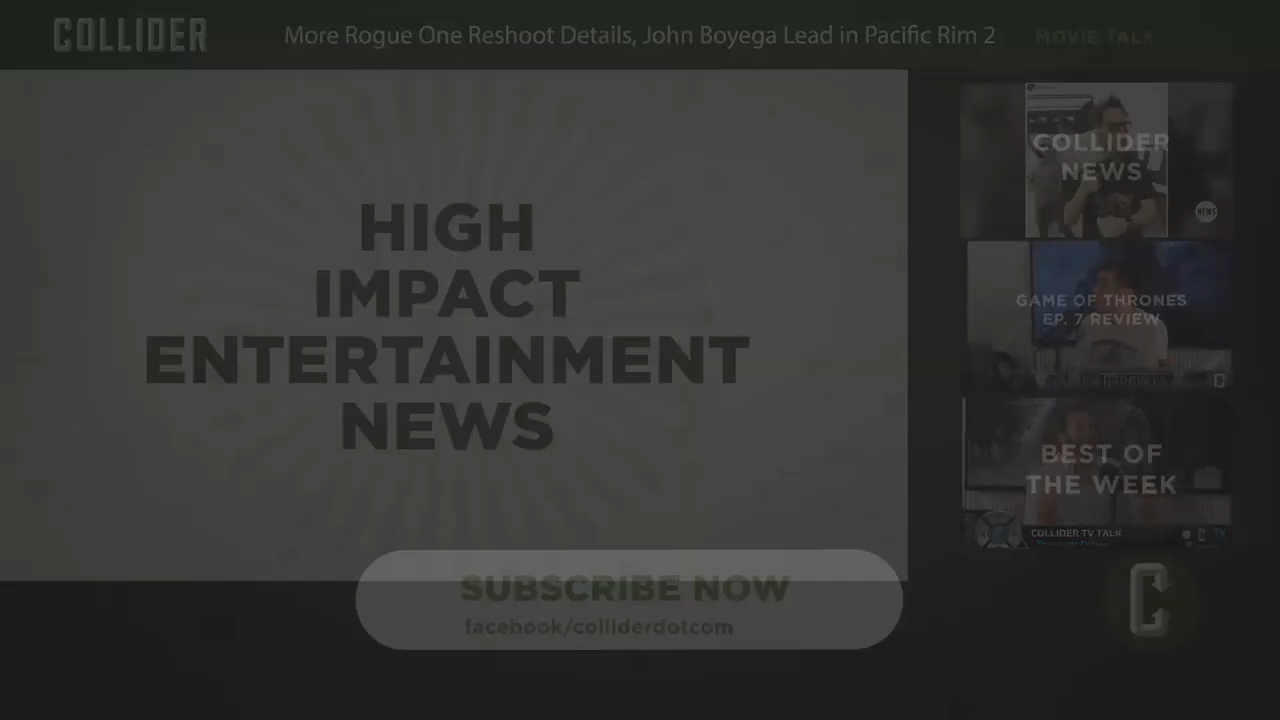 COLLIDER
More Rogue One Reshoot Details, John Boyega Lead in Pacific Rim 2
MOVIE TALK
HIGH
IMPACT
ENTERTAINMENT
NEWS
COLLIDER
NEWS
NEWS
GAME OF THRONES
EP. 7 REVIEW
BEST OF
THE WEEK
COLLIDER TV TALK
SUBSCRIBE NOW
facebook/colliderdotcom